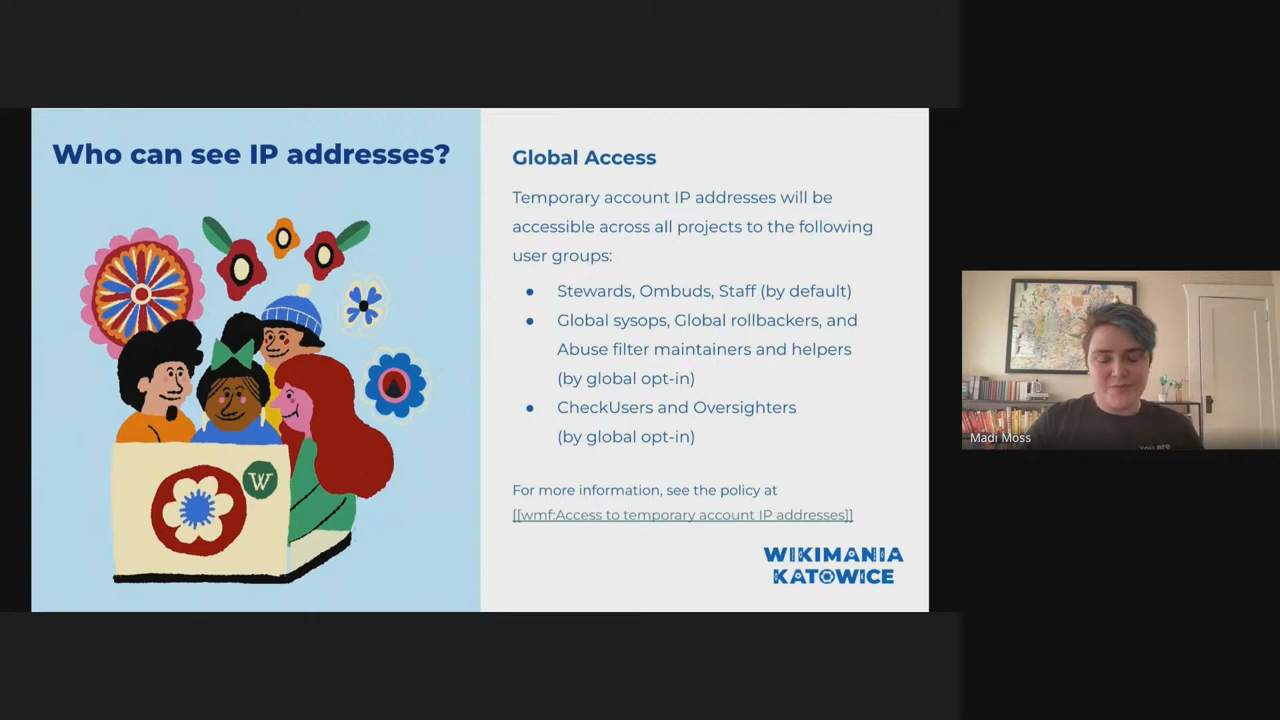 Who can see IP addresses?
Global Access
Temporary account IP addresses will be
accessible across all projects to the following
user groups:
● Stewards, Ombuds, Staff (by default)
● Global sysops, Global rollbackers, and
Abuse filter maintainers and helpers
(by global opt-in)
● CheckUsers and Oversighters
(by global opt-in)
For more information, see the policy at
[[wmf:Access to temporary account IP addresses]]
W
WIKIMANIA
KATOWICE
Madi Moss
you are